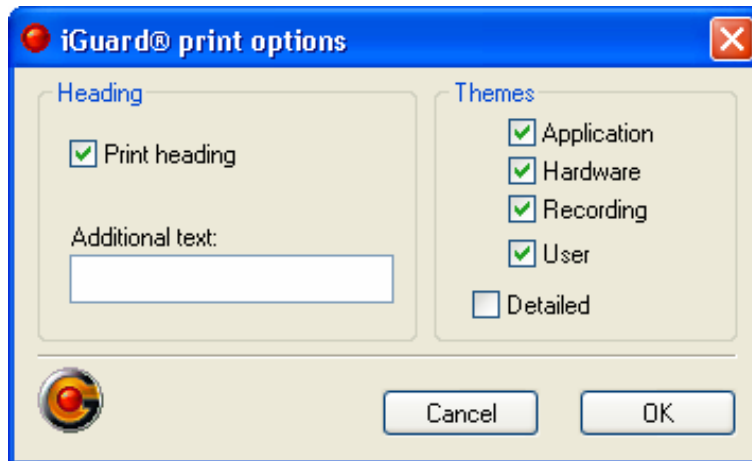 iGuard® print options
Heading
Print heading
Additional text:
Themes
Application
Hardware
Recording
User
Detailed
Cancel
OK